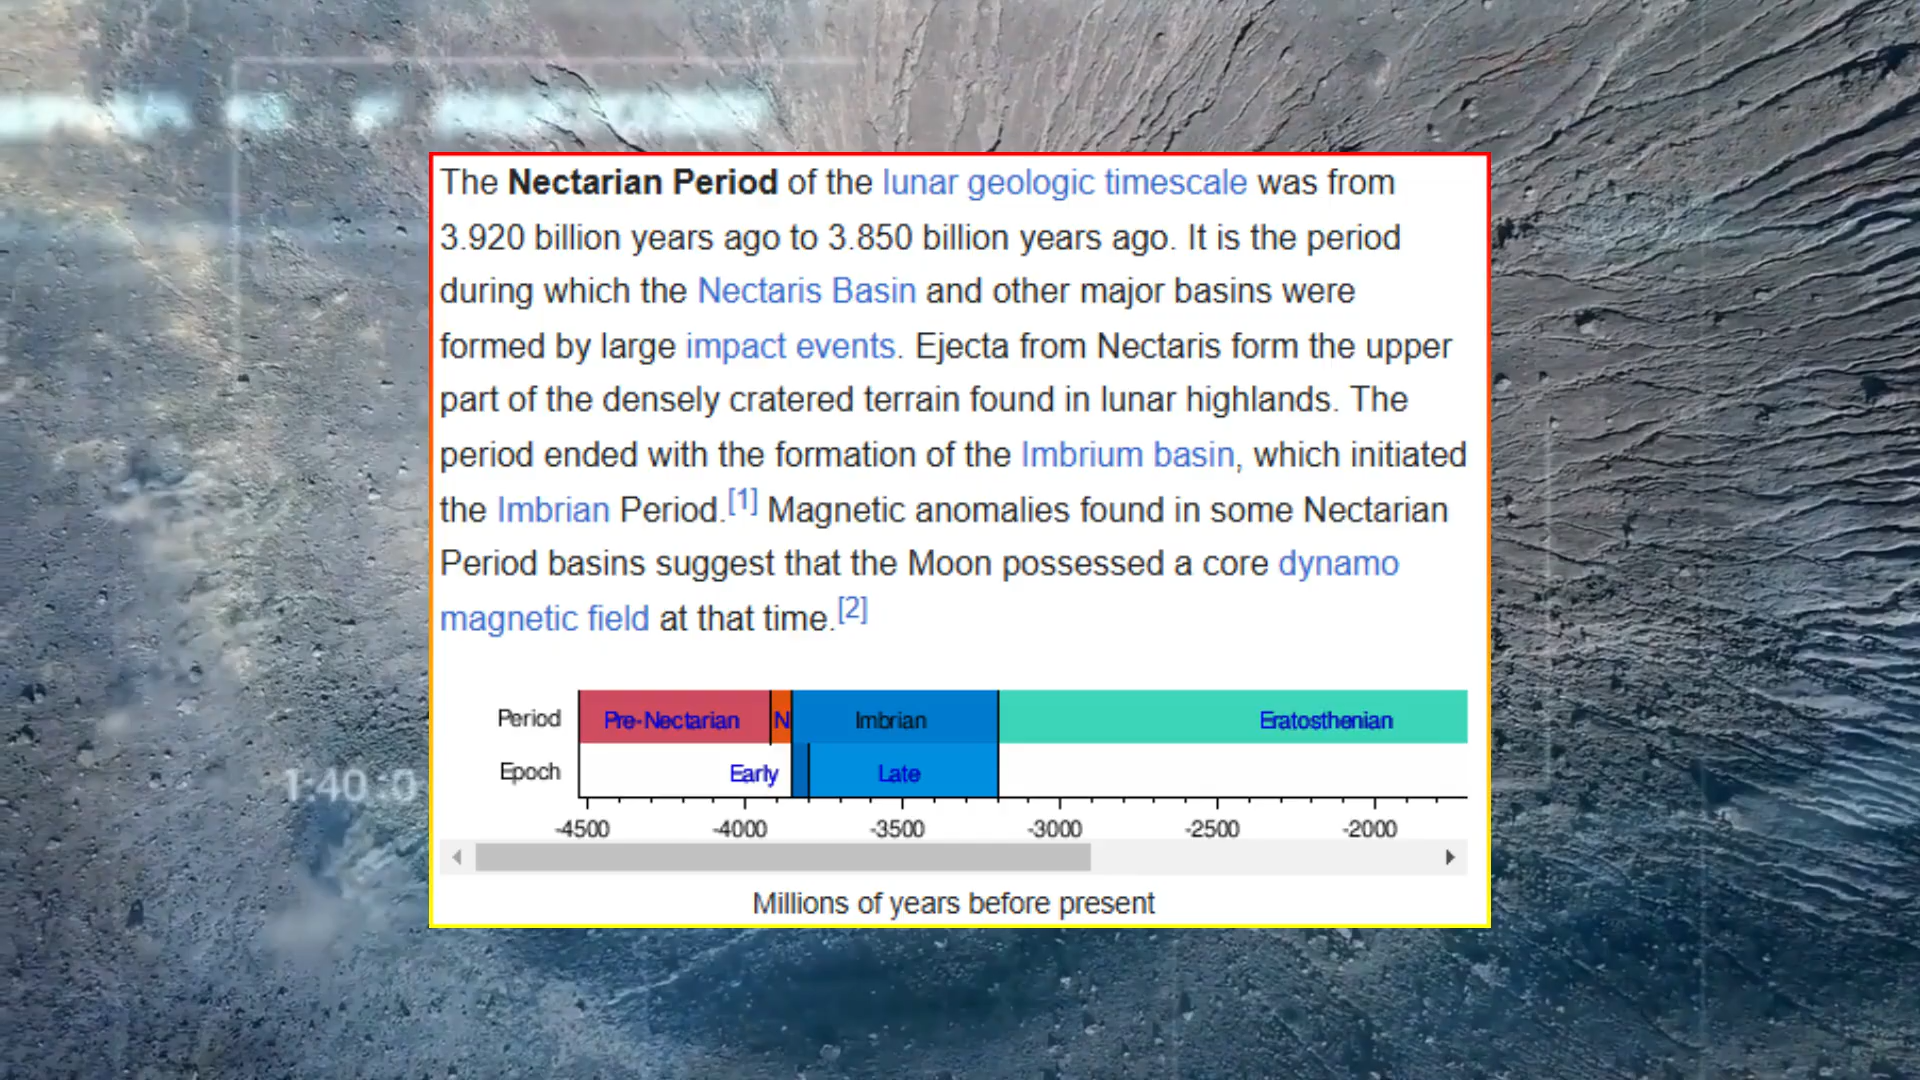 The Nectarian Period of the lunar geologic timescale was from
3.920 billion years ago to 3.850 billion years ago. It is the period
during which the Nectaris Basin and other major basins were
formed by large impact events. Ejecta from Nectaris form the upper
part of the densely cratered terrain found in lunar highlands. The
period ended with the formation of the Imbrium basin, which initiated
the Imbrian Period.[1] Magnetic anomalies found in some Nectarian
Period basins suggest that the Moon possessed a core dynamo
magnetic field at that time.[2]
Period Pre-Nectarian N Imbrian Eratosthenian
Epoch Early Late
-4500 -4000 -3500 -3000 -2500 -2000
Millions of years before present